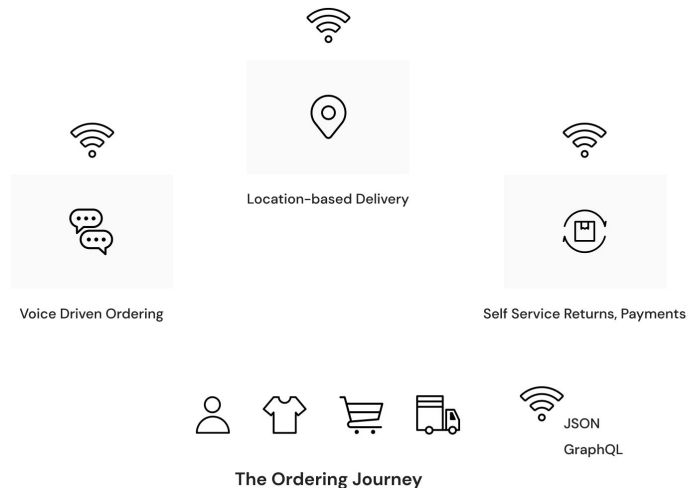 Location-based Delivery
Voice Driven Ordering
Self Service Returns, Payments
JSON
GraphQL
The Ordering Journey